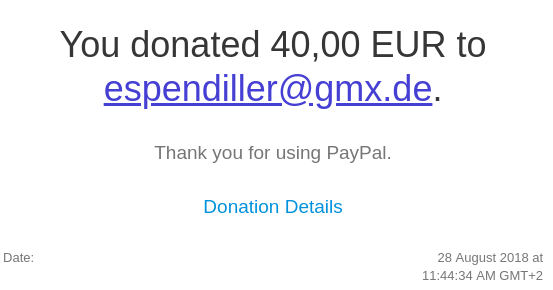 You donated 40,00 EUR to
espendiller@gmx.de.
Thank you for using PayPal.
Donation Details
Date: 28 August 2018 at
11:44:34 AM GMT+2